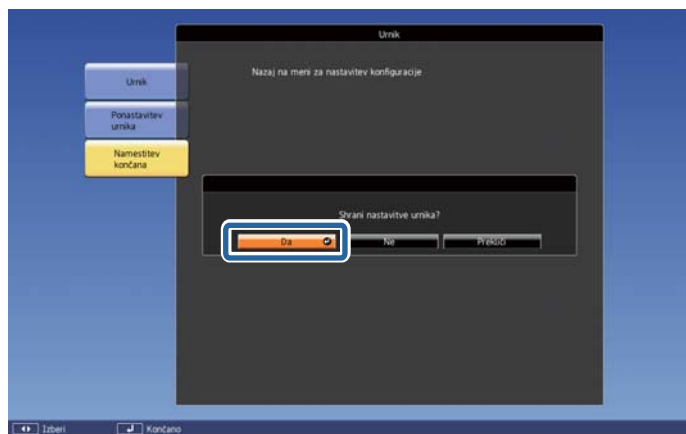 Urnik
Urnik
Nazaj na meni za nastavitev konfiguracije
Ponastavitev
urnika
Namestitev
končana
Shrani nastavitve urnika?
Da
Ne
Prekliči
Izberi
Končano